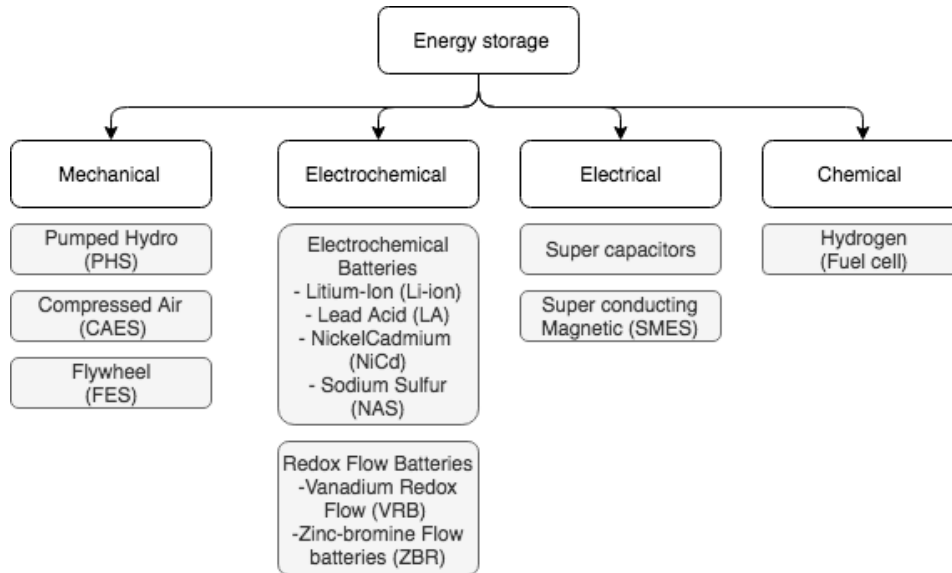 Energy storage
Mechanical
Electrochemical
Electrical
Chemical
Pumped Hydro
(PHS)
Compressed Air
(CAES)
Flywheel
(FES)
Electrochemical
Batteries
- Litium-Ion (Li-ion)
- Lead Acid (LA)
- NickelCadmium
(NiCd)
- Sodium Sulfur
(NAS)
Redox Flow Batteries
-Vanadium Redox
Flow (VRB)
-Zinc-bromine Flow
batteries (ZBR)
Super capacitors
Super conducting
Magnetic (SMES)
Hydrogen
(Fuel cell)